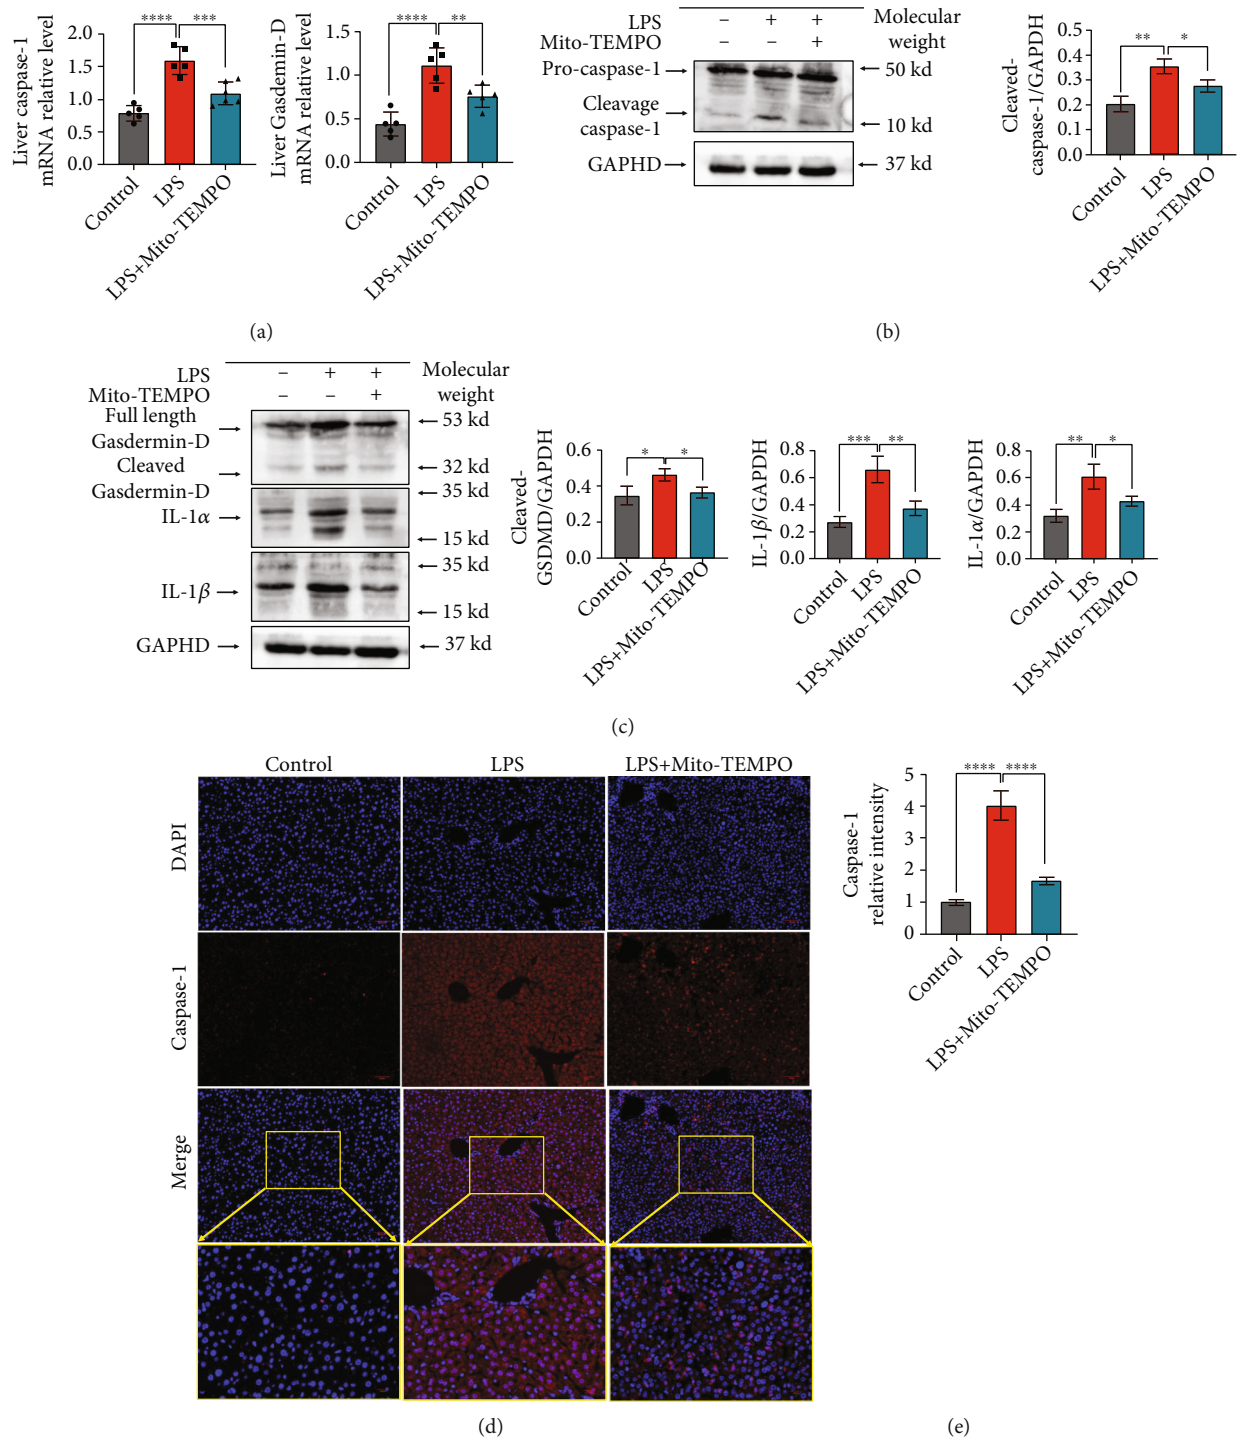 Liver caspase-1
mRNA relative level
2.0
1.5
1.0
0.5
0.0
****
***
Control
LPS
LPS+Mito-TEMPO
Liver Gasdemin-D
mRNA relative level
1.5
1.0
0.5
0.0
****
**
Control
LPS
LPS+Mito-TEMPO
(a)
LPS – + + Molecular
Mito-TEMPO – – + weight
Pro-caspase-1
50 kd
Cleavage
caspase-1
10 kd
GAPHD
37 kd
Cleaved-
caspase-1/GAPDH
0.5
0.4
0.3
0.2
0.1
0.0
**
*
Control
LPS
LPS+Mito-TEMPO
(b)
LPS – + + Molecular
Mito-TEMPO – – + weight
Full length
Gasdermin-D
53 kd
Cleaved
Gasdermin-D
32 kd
35 kd
IL-1α
15 kd
35 kd
IL-1β
15 kd
GAPHD
37 kd
Cleaved-
GSDMD/GAPDH
0.6
0.4
0.2
0.0
*
*
Control
LPS
LPS+Mito-TEMPO
IL-1β/GAPDH
0.8
0.6
0.4
0.2
0.0
***
**
Control
LPS
LPS+Mito-TEMPO
IL-1α/GAPDH
0.8
0.6
0.4
0.2
0.0
**
*
Control
LPS
LPS+Mito-TEMPO
(c)
Control LPS LPS+Mito-TEMPO
DAPI
Caspase-1
Merge
(d)
Caspase-1
relative intensity
5
4
3
2
1
0
****
****
Control
LPS
LPS+Mito-TEMPO
(e)